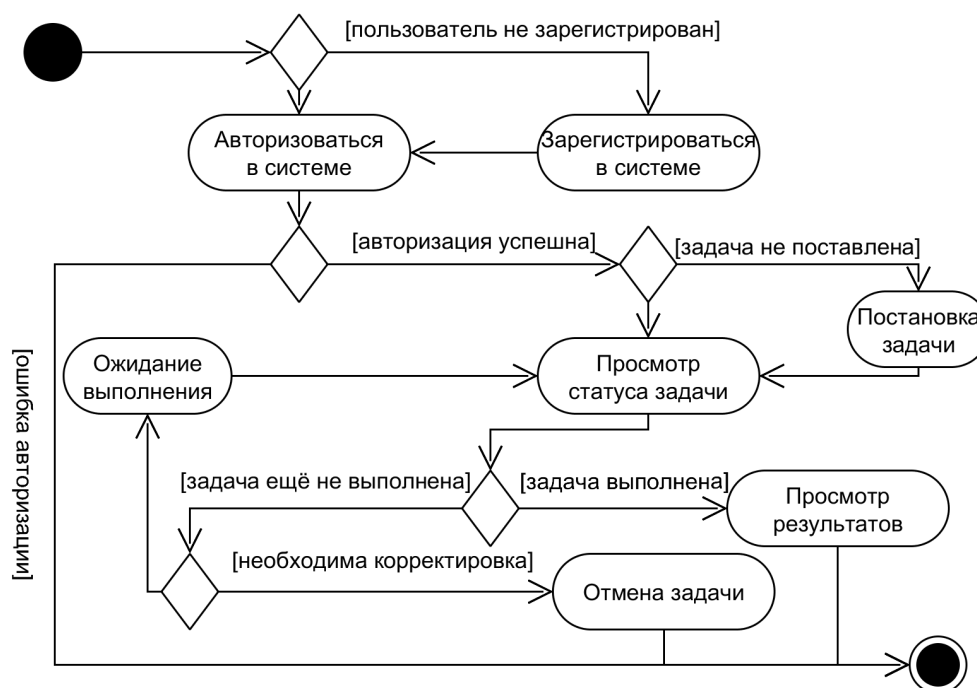 [пользователь не зарегистрирован]
Авторизоваться
в системе
Зарегистрироваться
в системе
[авторизация успешна]
[задача не поставлена]
Постановка
задачи
[ошибка авторизации]
Ожидание
выполнения
Просмотр
статуса задачи
[задача ещё не выполнена]
[задача выполнена]
Просмотр
результатов
[необходима корректировка]
Отмена задачи